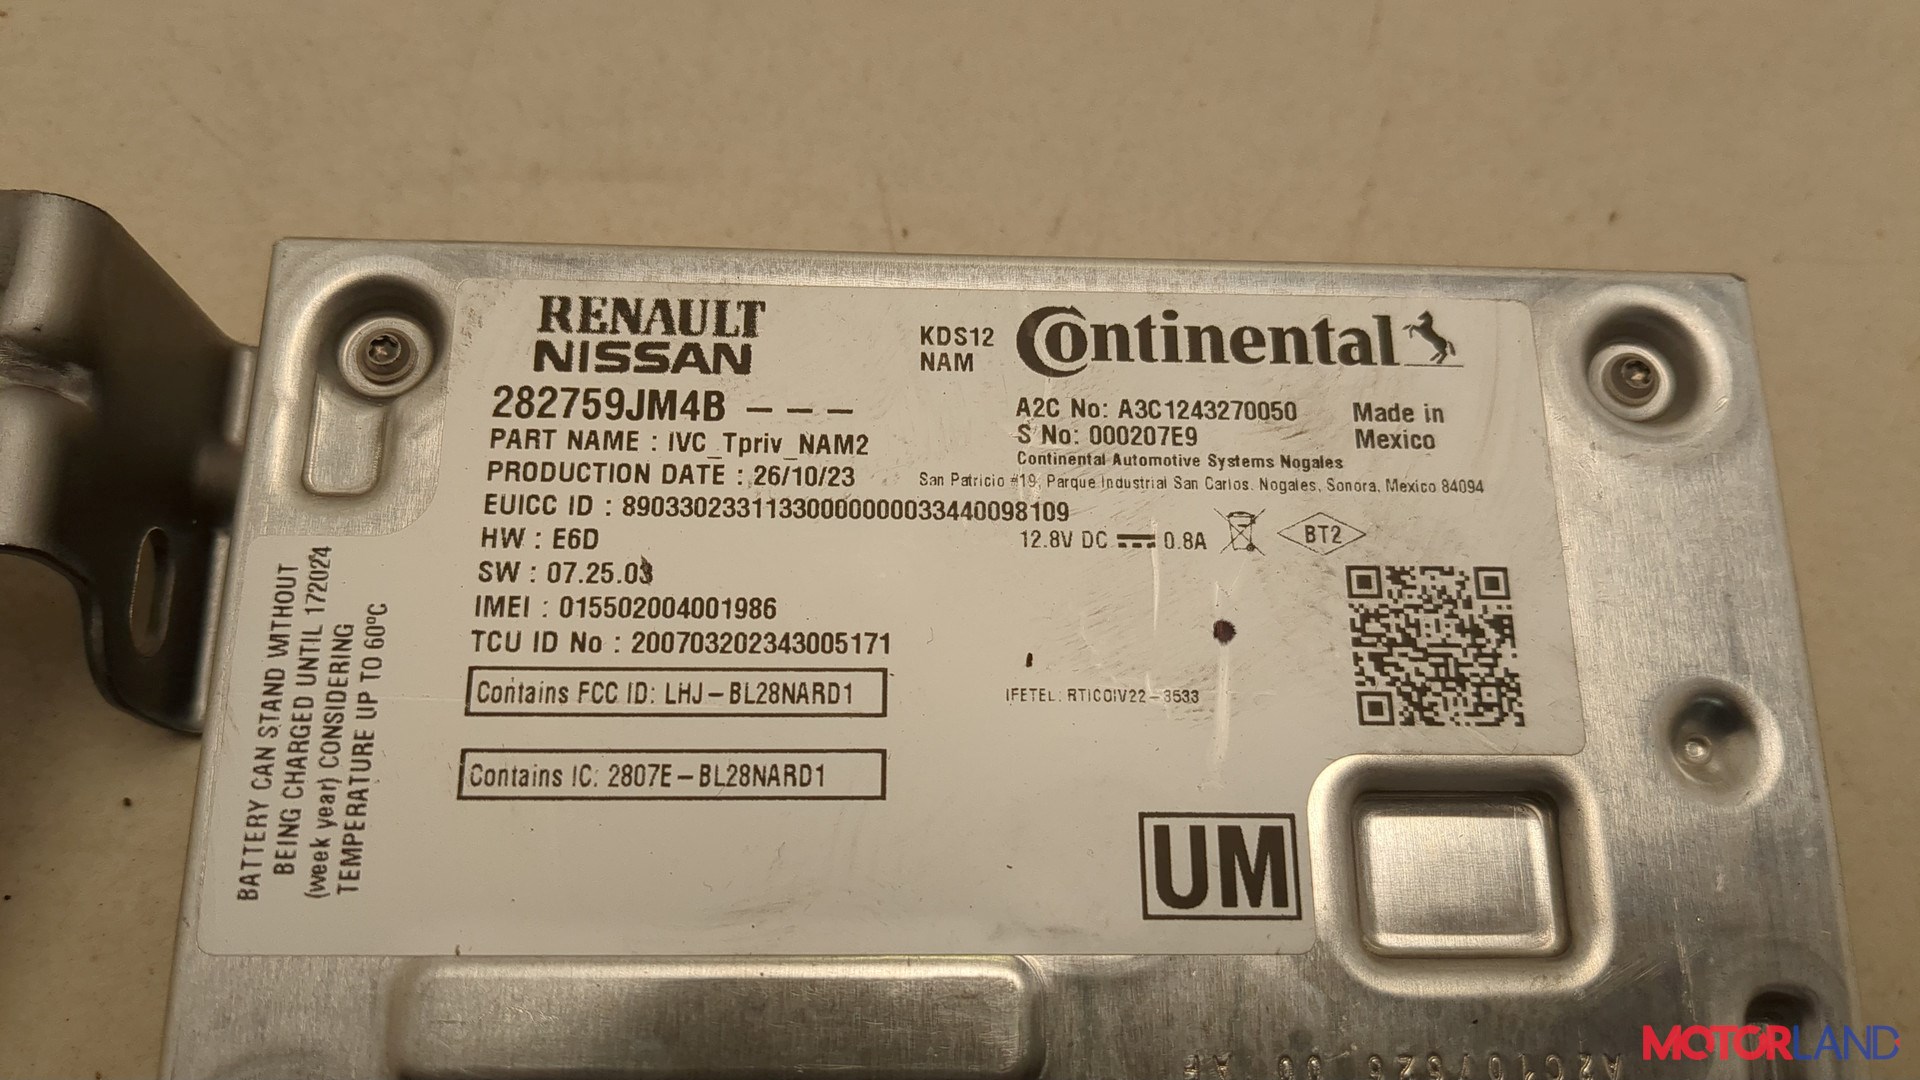 RENAULT
NISSAN
282759JM4B – – –
PART NAME : IVC_Tpriv_NAM2
PRODUCTION DATE : 26/10/23
EUICC ID : 89033023311330000000033440098109
HW : E6D
SW : 07.25.03
IMEI : 015502004001986
TCU ID No : 200703202343005171
Contains FCC ID: LHJ–BL28NARD1
Contains IC: 2807E–BL28NARD1
KDS12
NAM
Continental
A2C No: A3C1243270050
S No: 000207E9
Made in
Mexico
Continental Automotive Systems Nogales
San Patricio #19, Parque Industrial San Carlos. Nogales, Sonora, Mexico 84094
12.8V DC 0.8A
BT2
IFETEL: RTICOIV22–3533
UM
BATTERY CAN STAND WITHOUT
BEING CHARGED UNTIL 172024
(week year) CONSIDERING
TEMPERATURE UP TO 60ºC
MOTORLAND